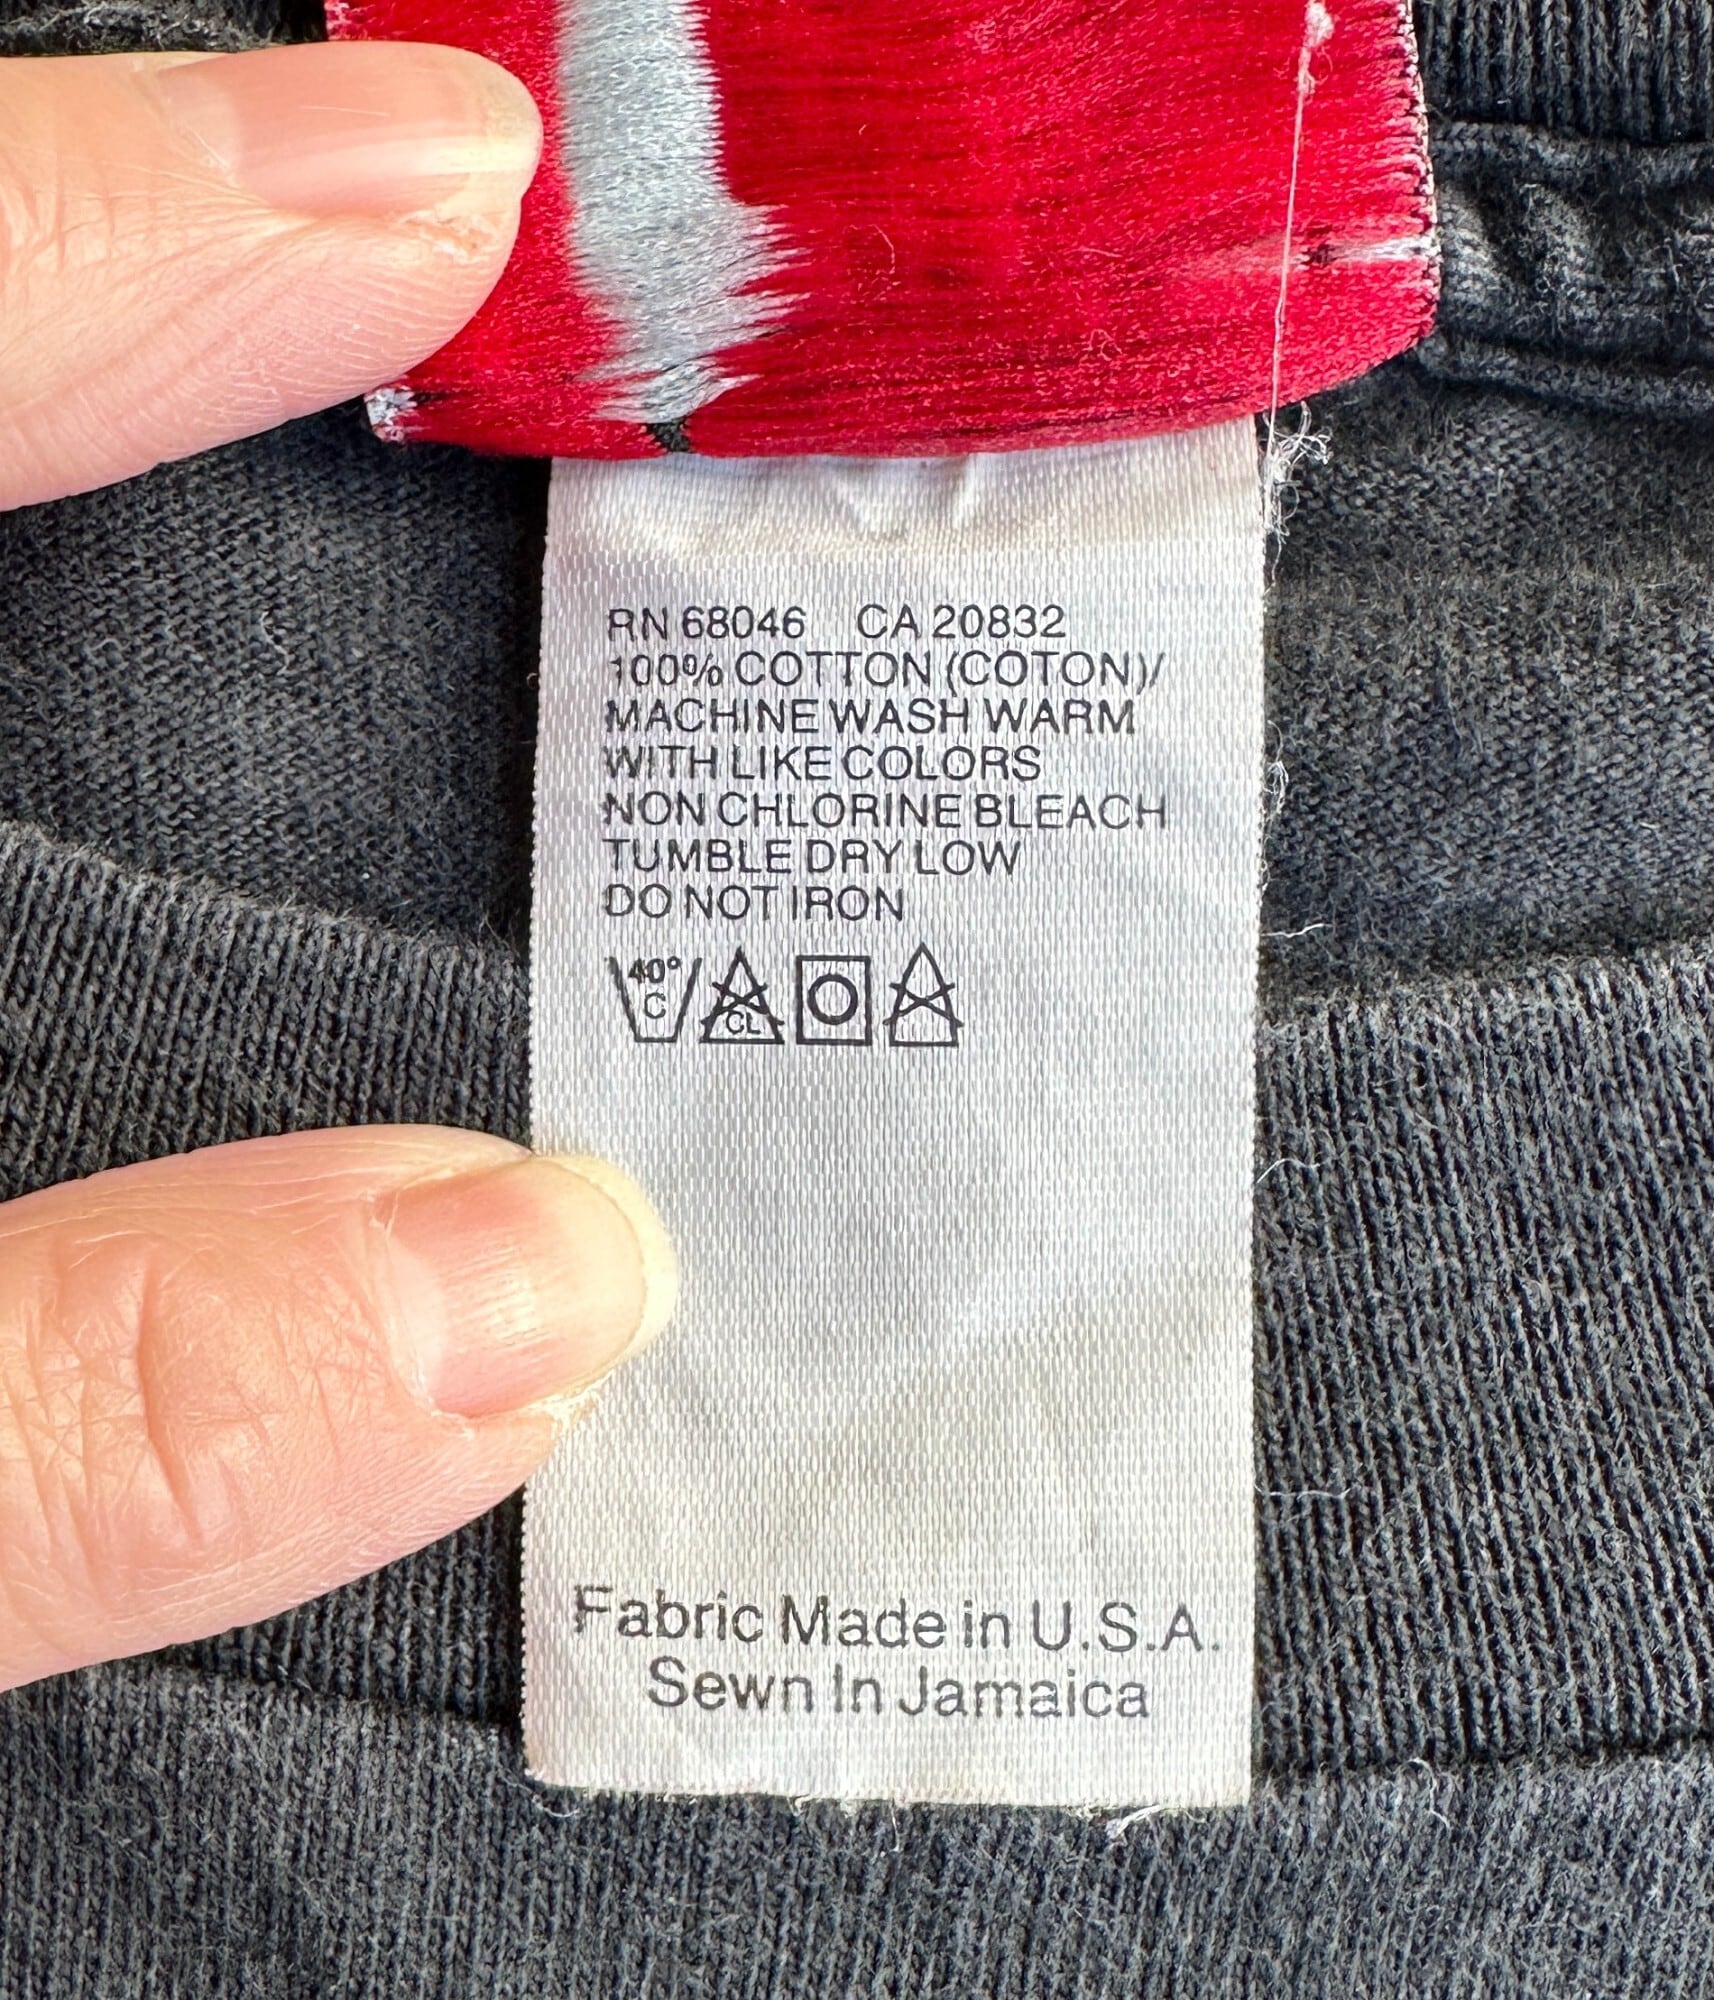 RN 68046 CA 20832
100% COTTON (COTON)/
MACHINE WASH WARM
WITH LIKE COLORS
NON CHLORINE BLEACH
TUMBLE DRY LOW
DO NOT IRON
40° C CL
Fabric Made in U.S.A.
Sewn In Jamaica